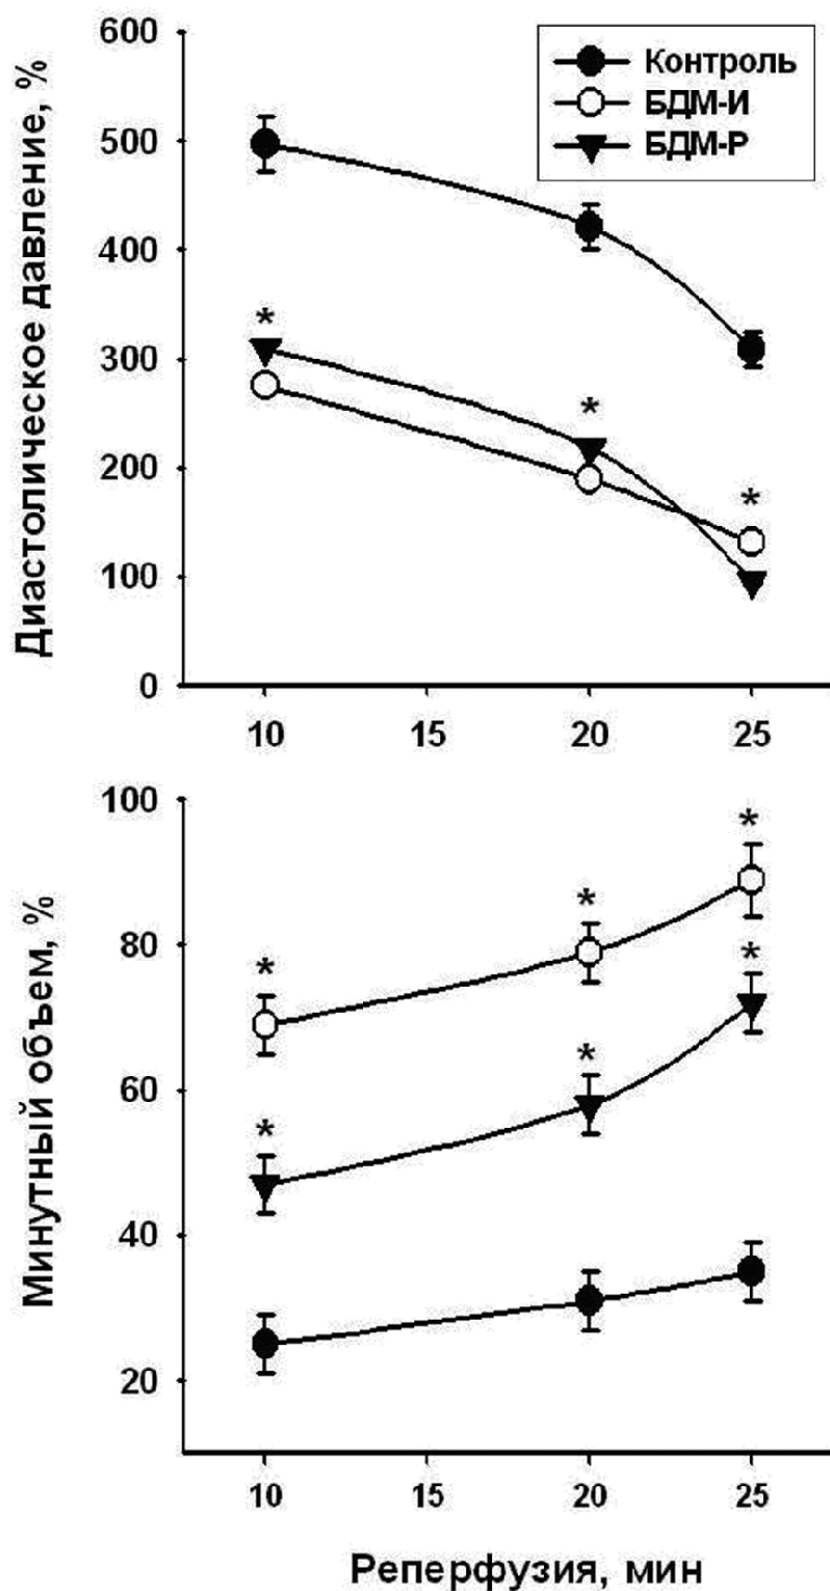 Диастолическое давление, %
600
500
400
300
200
100
0
Контроль
БДМ-И
БДМ-Р
*
*
*
10 15 20 25
Минутный объем, %
100
80
60
40
20
*
*
*
*
*
*
10 15 20 25
Реперфузия, мин